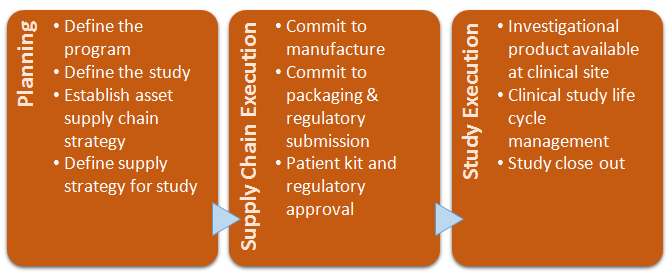 Planning
• Define the
program
• Define the study
• Establish asset
supply chain
strategy
• Define supply
strategy for study
Supply Chain Execution
• Commit to
manufacture
• Commit to
packaging &
regulatory
submission
• Patient kit and
regulatory
approval
Study Execution
• Investigational
product available
at clinical site
• Clinical study life
cycle
management
• Study close out